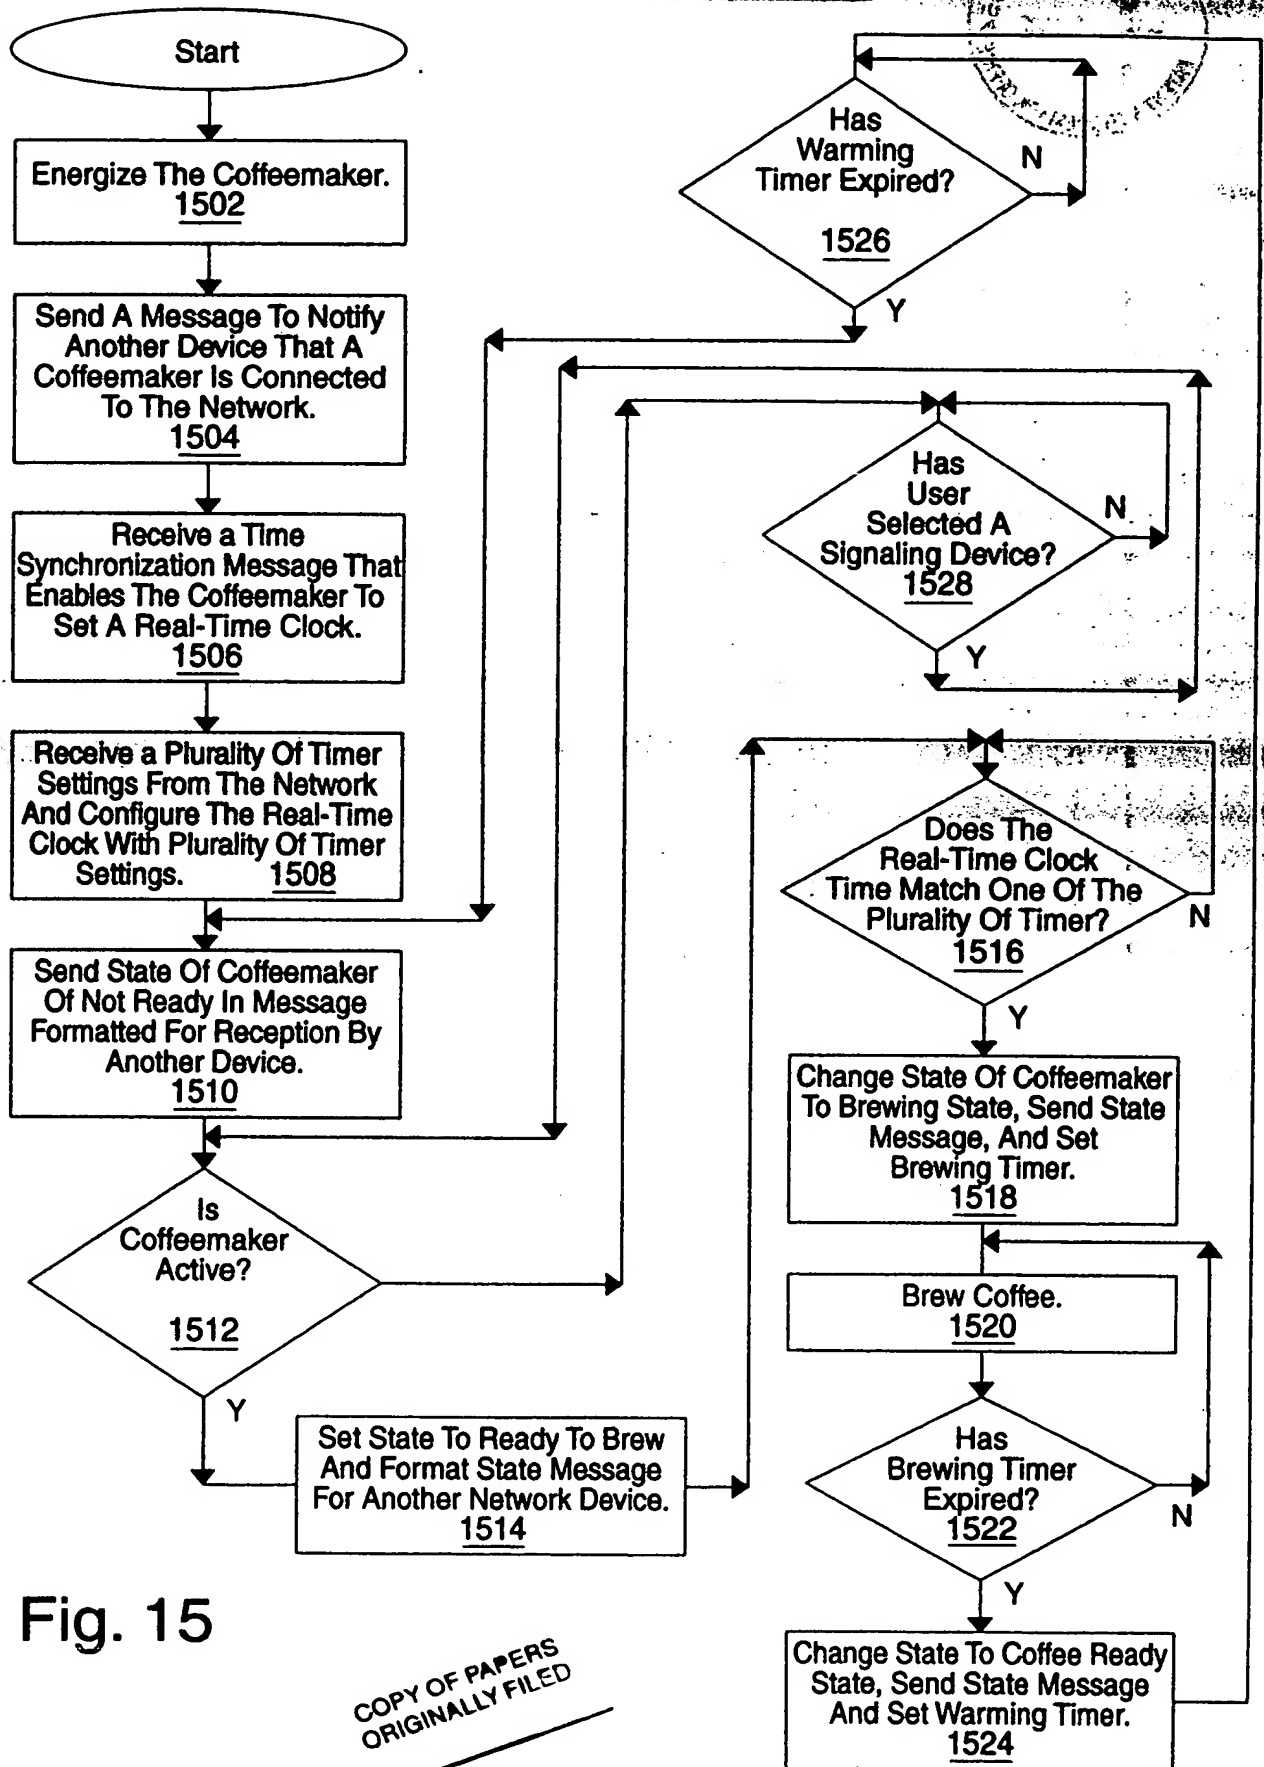 Start
Energize The Coffeemaker.
1502
Send A Message To Notify
Another Device That A
Coffeemaker Is Connected
To The Network.
1504
Receive a Time
Synchronization Message That
Enables The Coffeemaker To
Set A Real-Time Clock.
1506
Receive a Plurality Of Timer
Settings From The Network
And Configure The Real-Time
Clock With Plurality Of Timer
Settings. 1508
Send State Of Coffeemaker
Of Not Ready In Message
Formatted For Reception By
Another Device.
1510
Is
Coffeemaker
Active?
1512
Y
Set State To Ready To Brew
And Format State Message
For Another Network Device.
1514
Has
Warming
Timer Expired?
1526
N
Y
Has
User
Selected A
Signaling Device?
1528
N
Y
Does The
Real-Time Clock
Time Match One Of The
Plurality Of Timer?
1516
N
Y
Change State Of Coffeemaker
To Brewing State, Send State
Message, And Set
Brewing Timer.
1518
Brew Coffee.
1520
Has
Brewing Timer
Expired?
1522
N
Y
Change State To Coffee Ready
State, Send State Message
And Set Warming Timer.
1524
Fig. 15
COPY OF PAPERS
ORIGINALLY FILED